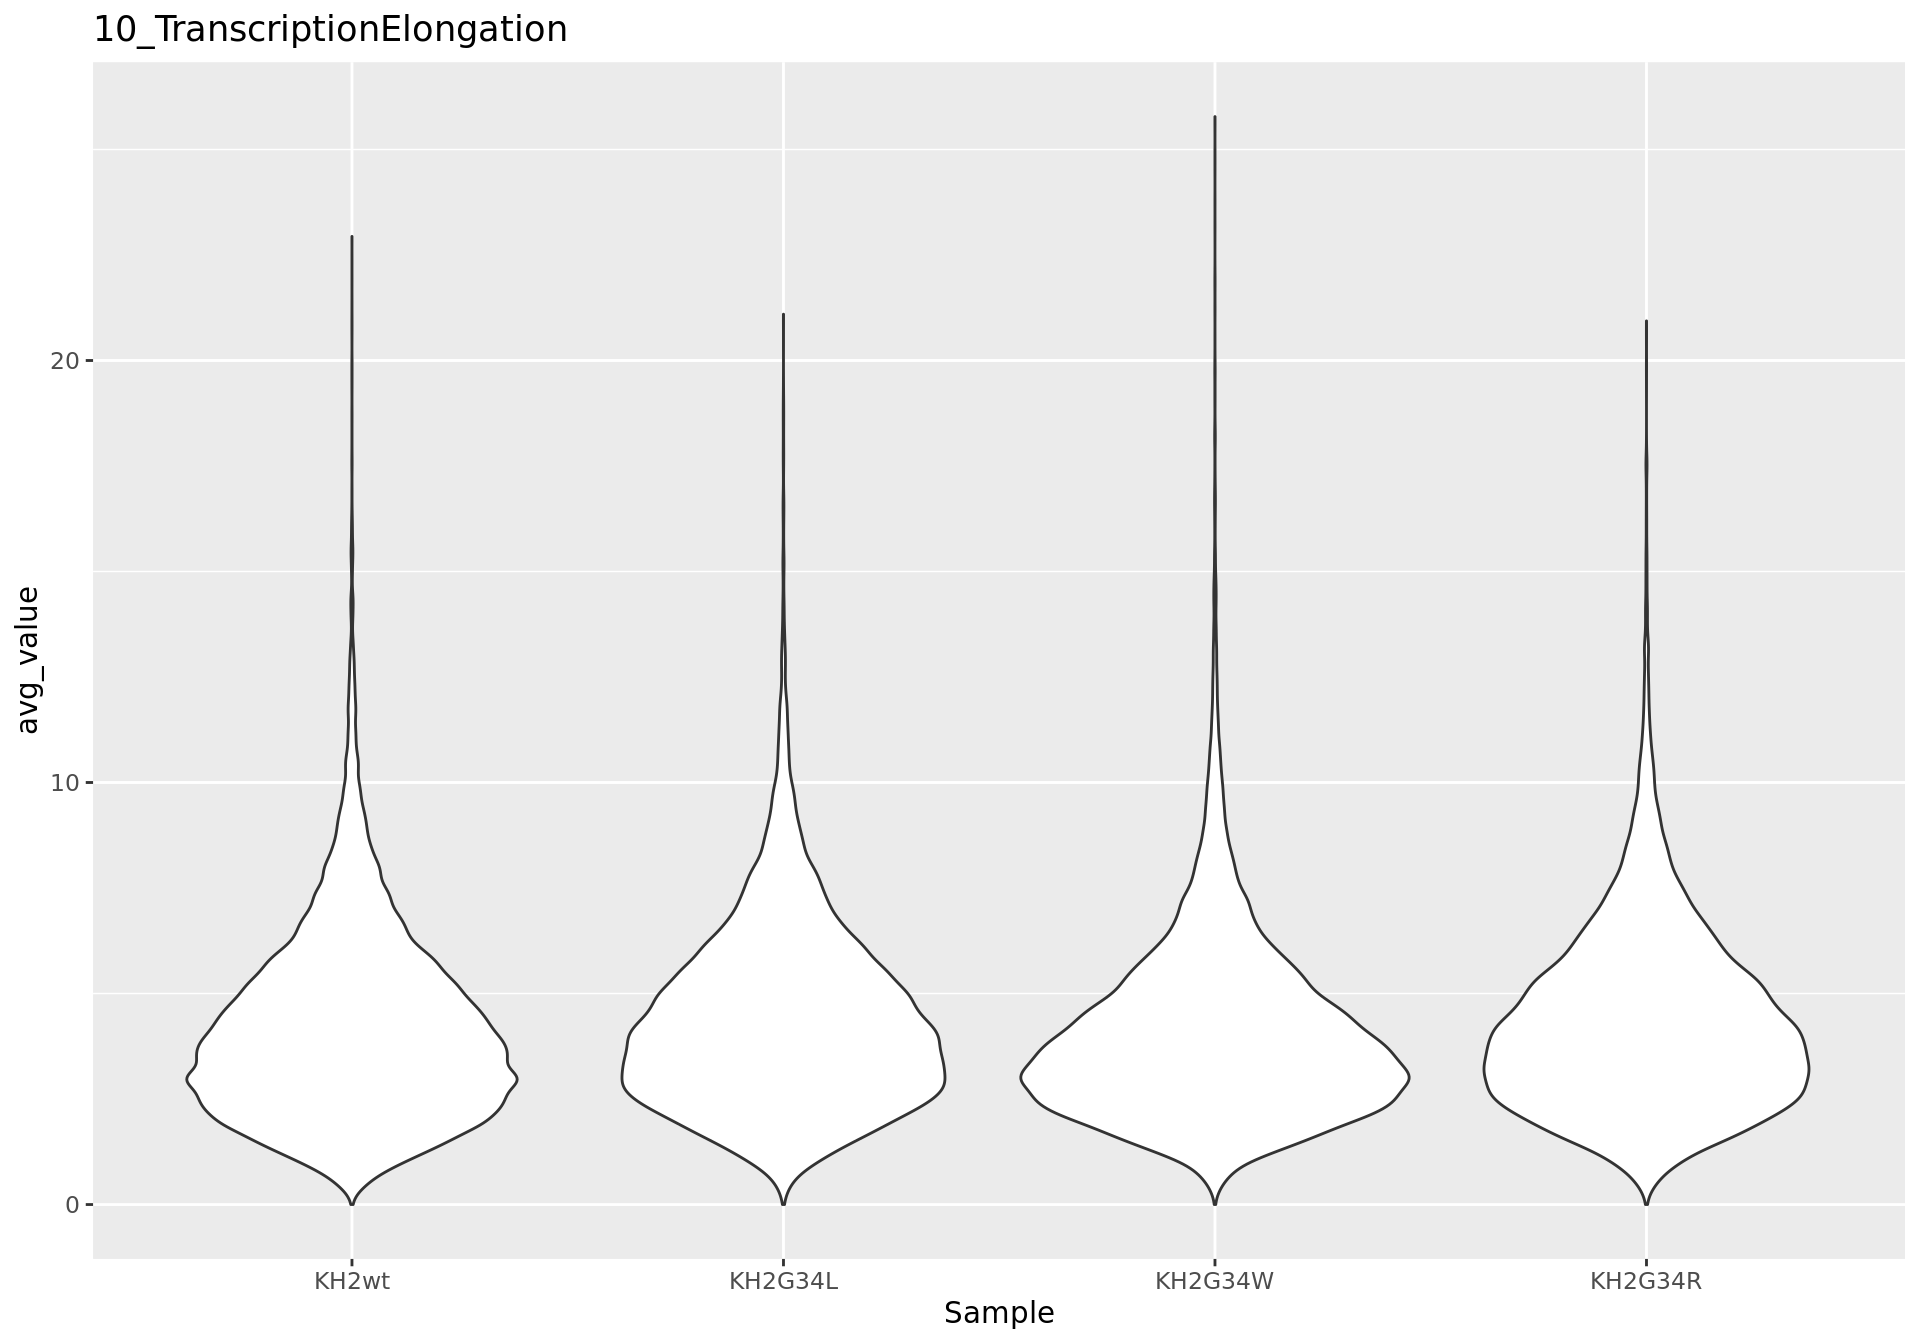 10_TranscriptionElongation
avg_value
20
10
0
KH2wt KH2G34L KH2G34W KH2G34R
Sample